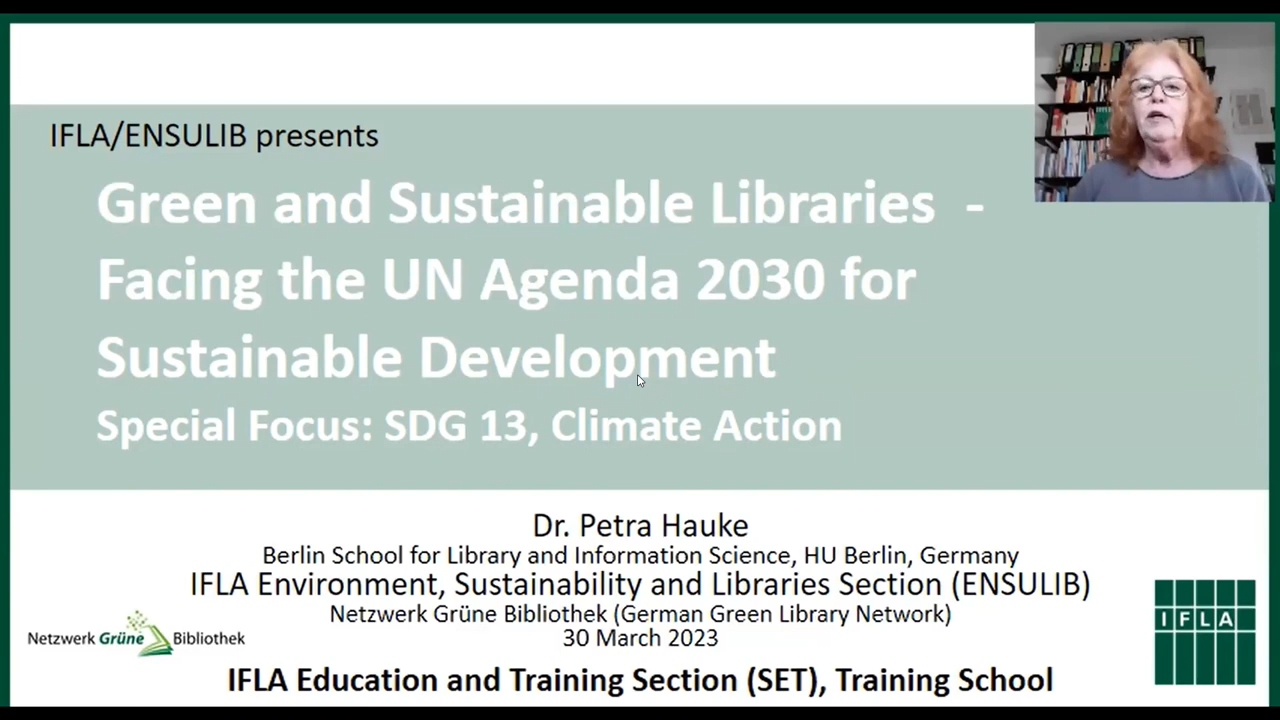 IFLA/ENSULIB presents
Green and Sustainable Libraries -
Facing the UN Agenda 2030 for
Sustainable Development
Special Focus: SDG 13, Climate Action
Dr. Petra Hauke
Berlin School for Library and Information Science, HU Berlin, Germany
IFLA Environment, Sustainability and Libraries Section (ENSULIB)
Netzwerk Grüne Bibliothek (German Green Library Network)
30 March 2023
IFLA Education and Training Section (SET), Training School
Netzwerk Grüne Bibliothek
IFLA